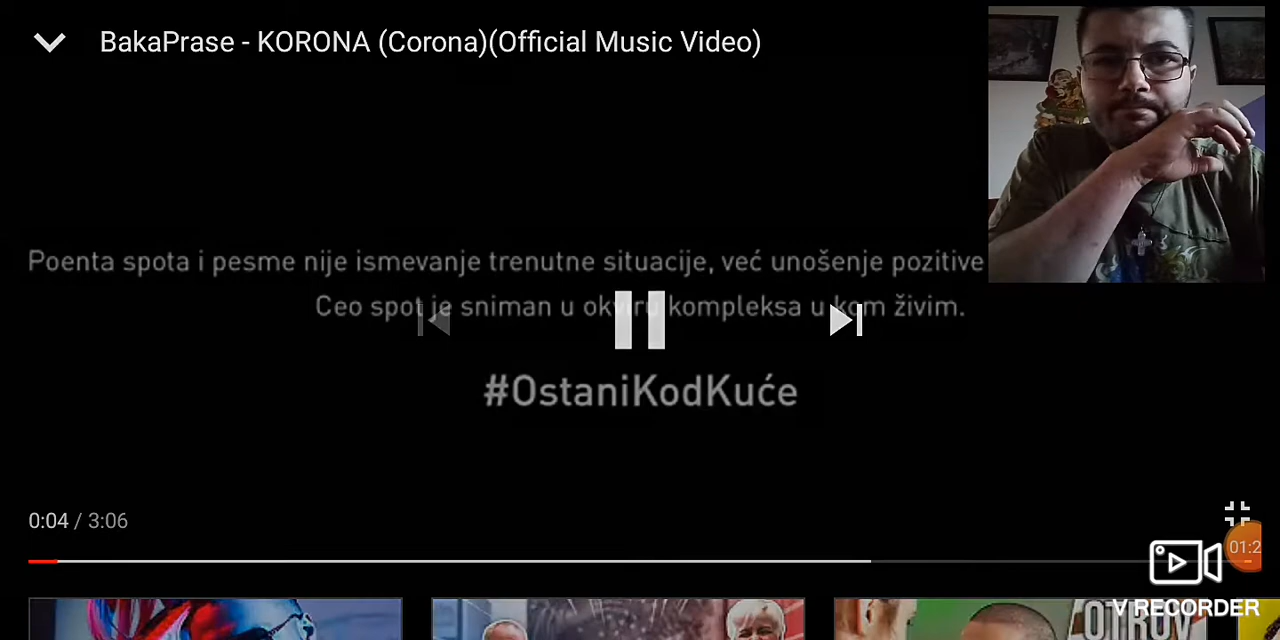 BakaPrase - KORONA (Corona)(Official Music Video)
Poenta spota i pesme nije ismevanje trenutne situacije, već unošenje pozitive
Ceo spot je sniman u okviru kompleksa u kom živim.
#OstaniKodKuće
0:04 / 3:06
01:2
V RECORDER
OTROV